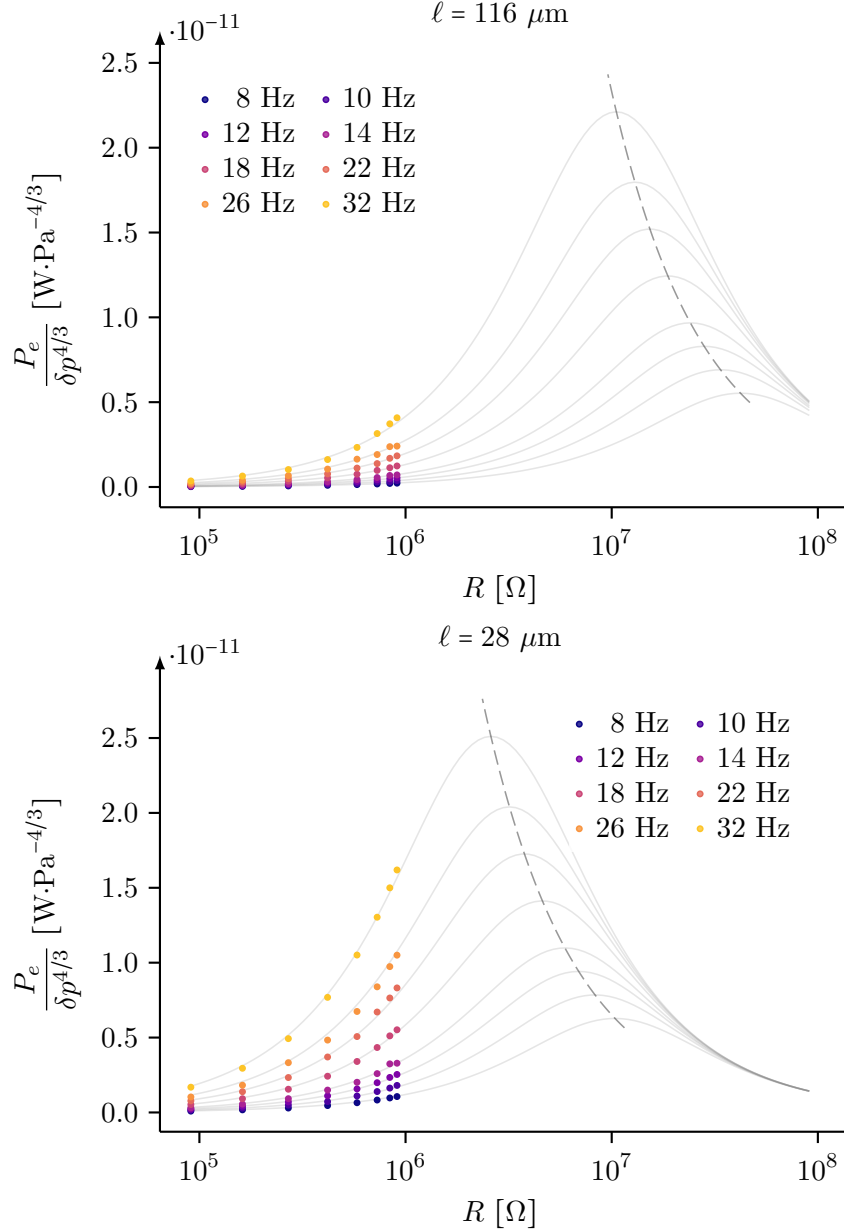 ℓ = 116 μm
·10⁻¹¹
2.5
2.0
1.5
1.0
0.5
0.0
8 Hz 10 Hz
12 Hz 14 Hz
18 Hz 22 Hz
26 Hz 32 Hz
P_e / δp^{4/3} [W·Pa^{−4/3}]
10⁵ 10⁶ 10⁷ 10⁸
R [Ω]
ℓ = 28 μm
·10⁻¹¹
2.5
2.0
1.5
1.0
0.5
0.0
8 Hz 10 Hz
12 Hz 14 Hz
18 Hz 22 Hz
26 Hz 32 Hz
P_e / δp^{4/3} [W·Pa^{−4/3}]
10⁵ 10⁶ 10⁷ 10⁸
R [Ω]